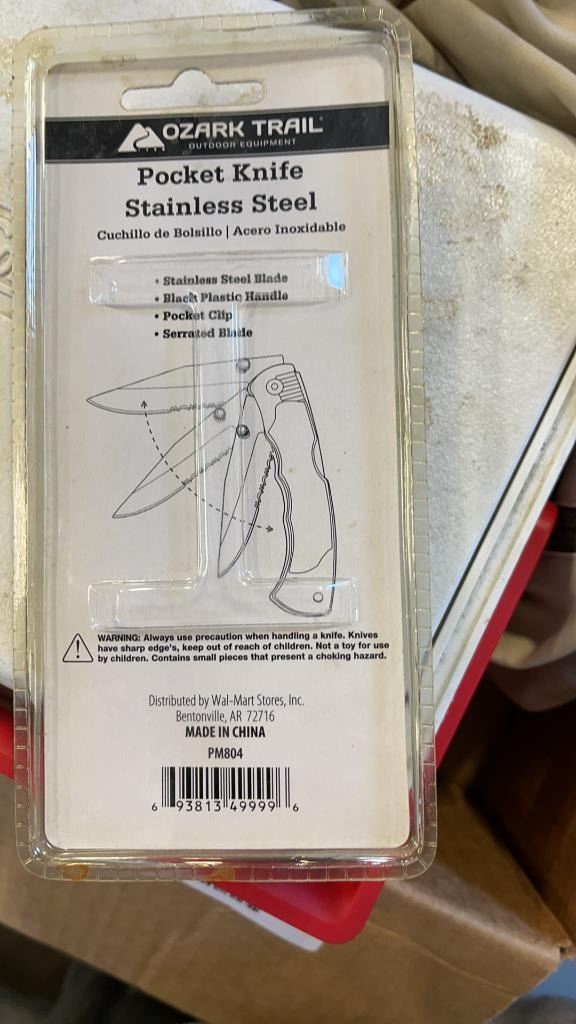 OZARK TRAIL
OUTDOOR EQUIPMENT
Pocket Knife
Stainless Steel
Cuchillo de Bolsillo | Acero Inoxidable
• Stainless Steel Blade
• Black Plastic Handle
• Pocket Clip
• Serrated Blade
WARNING: Always use precaution when handling a knife. Knives
have sharp edge's, keep out of reach of children. Not a toy for use
by children. Contains small pieces that present a choking hazard.
Distributed by Wal-Mart Stores, Inc.
Bentonville, AR 72716
MADE IN CHINA
PM804
6 93813 49999 6